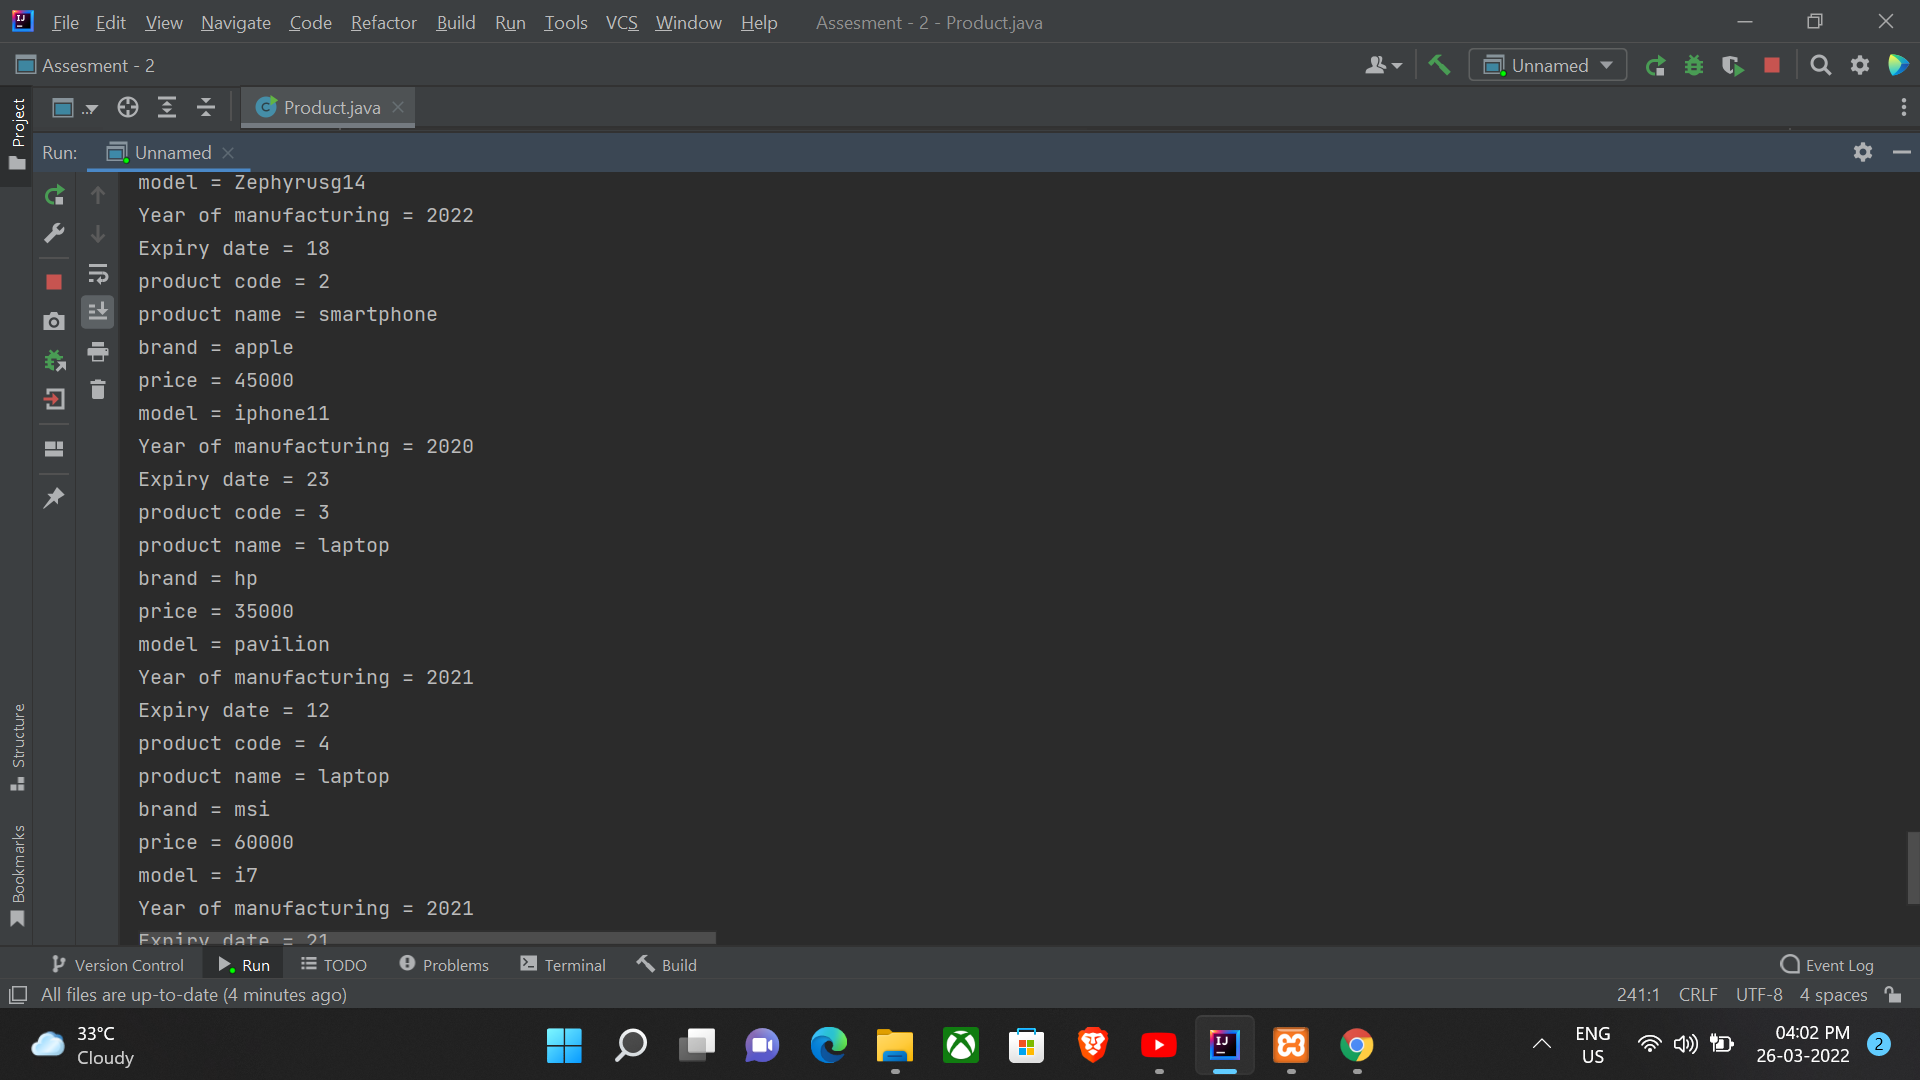 File Edit View Navigate Code Refactor Build Run Tools VCS Window Help Assesment - 2 - Product.java
Assesment - 2
Unnamed
Project
.. Product.java
Run: Unnamed
model = Zephyrusg14
Year of manufacturing = 2022
Expiry date = 18
product code = 2
product name = smartphone
brand = apple
price = 45000
model = iphone11
Year of manufacturing = 2020
Expiry date = 23
product code = 3
product name = laptop
brand = hp
price = 35000
model = pavilion
Year of manufacturing = 2021
Expiry date = 12
product code = 4
product name = laptop
brand = msi
price = 60000
model = i7
Year of manufacturing = 2021
Expiry date = 21
Structure
Bookmarks
Version Control Run TODO Problems Terminal Build Event Log
All files are up-to-date (4 minutes ago) 241:1 CRLF UTF-8 4 spaces
33°C
Cloudy
ENG
US
04:02 PM
26-03-2022
2